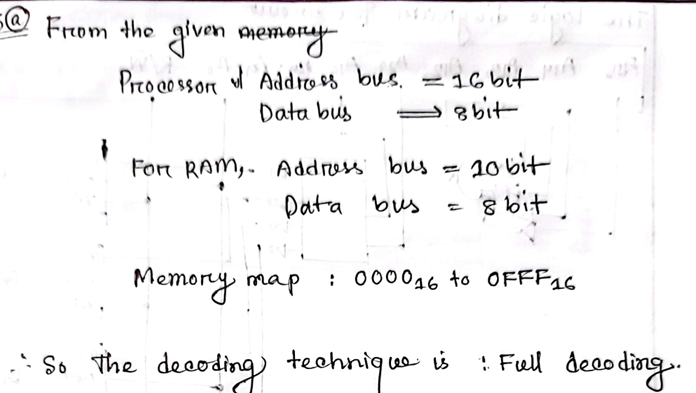 5(a) From the given memory
Processor's Address bus. = 16 bit
Data bus ⟹ 8 bit
For RAM,- Address bus = 10 bit
Data bus = 8 bit.
Memory map : 0000₁₆ to 0FFF₁₆
∴ So The decoding technique is : Full decoding.